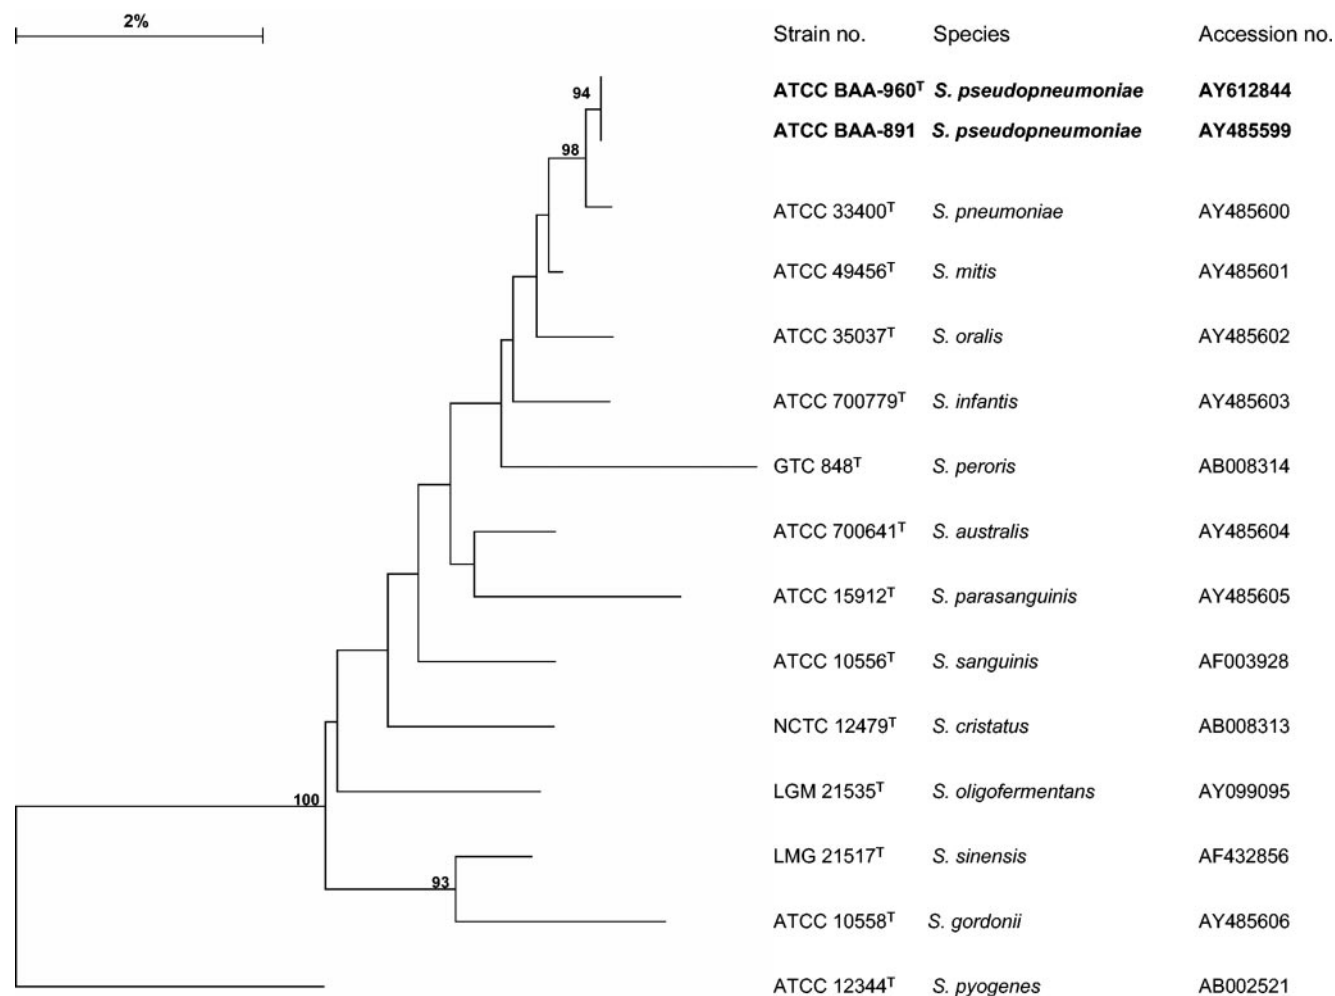 2%
Strain no. Species Accession no.
94 ATCC BAA-960ᵀ S. pseudopneumoniae AY612844
ATCC BAA-891 S. pseudopneumoniae AY485599
98
ATCC 33400ᵀ S. pneumoniae AY485600
ATCC 49456ᵀ S. mitis AY485601
ATCC 35037ᵀ S. oralis AY485602
ATCC 700779ᵀ S. infantis AY485603
GTC 848ᵀ S. peroris AB008314
ATCC 700641ᵀ S. australis AY485604
ATCC 15912ᵀ S. parasanguinis AY485605
ATCC 10556ᵀ S. sanguinis AF003928
NCTC 12479ᵀ S. cristatus AB008313
LGM 21535ᵀ S. oligofermentans AY099095
100
LMG 21517ᵀ S. sinensis AF432856
93
ATCC 10558ᵀ S. gordonii AY485606
ATCC 12344ᵀ S. pyogenes AB002521